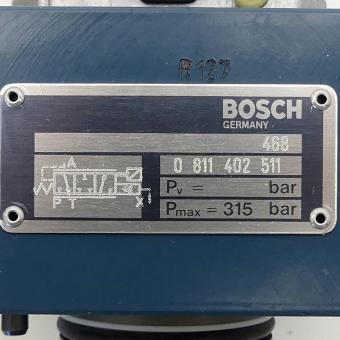 R127
BOSCH
GERMANY
468
0 811 402 511
A
P T X
Pv = bar
Pmax = 315 bar